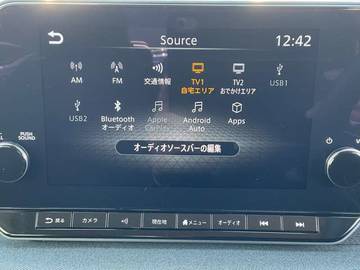 Source
12:42
AM FM 交通情報 TV1 自宅エリア TV2 おでかけエリア USB1
USB2 Bluetooth オーディオ Apple CarPlay Android Auto Apps
オーディオソースバーの編集
PUSH SOUND
戻る カメラ 現在地 メニュー オーディオ